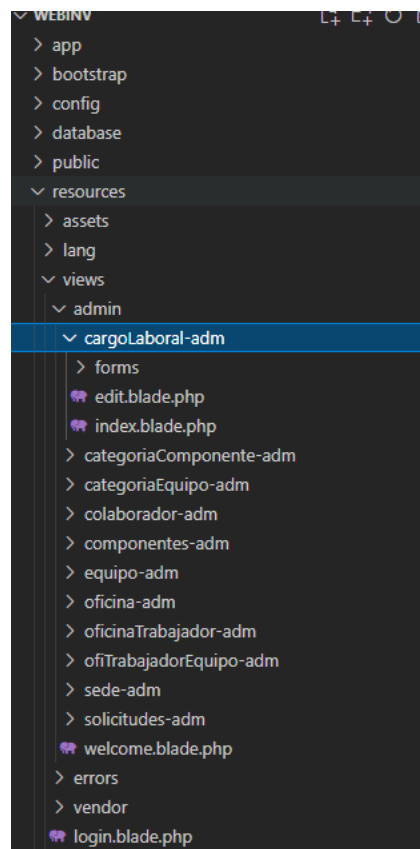 WEBINV
app
bootstrap
config
database
public
resources
assets
lang
views
admin
cargoLaboral-adm
forms
edit.blade.php
index.blade.php
categoriaComponente-adm
categoriaEquipo-adm
colaborador-adm
componentes-adm
equipo-adm
oficina-adm
oficinaTrabajador-adm
ofiTrabajadorEquipo-adm
sede-adm
solicitudes-adm
welcome.blade.php
errors
vendor
login.blade.php